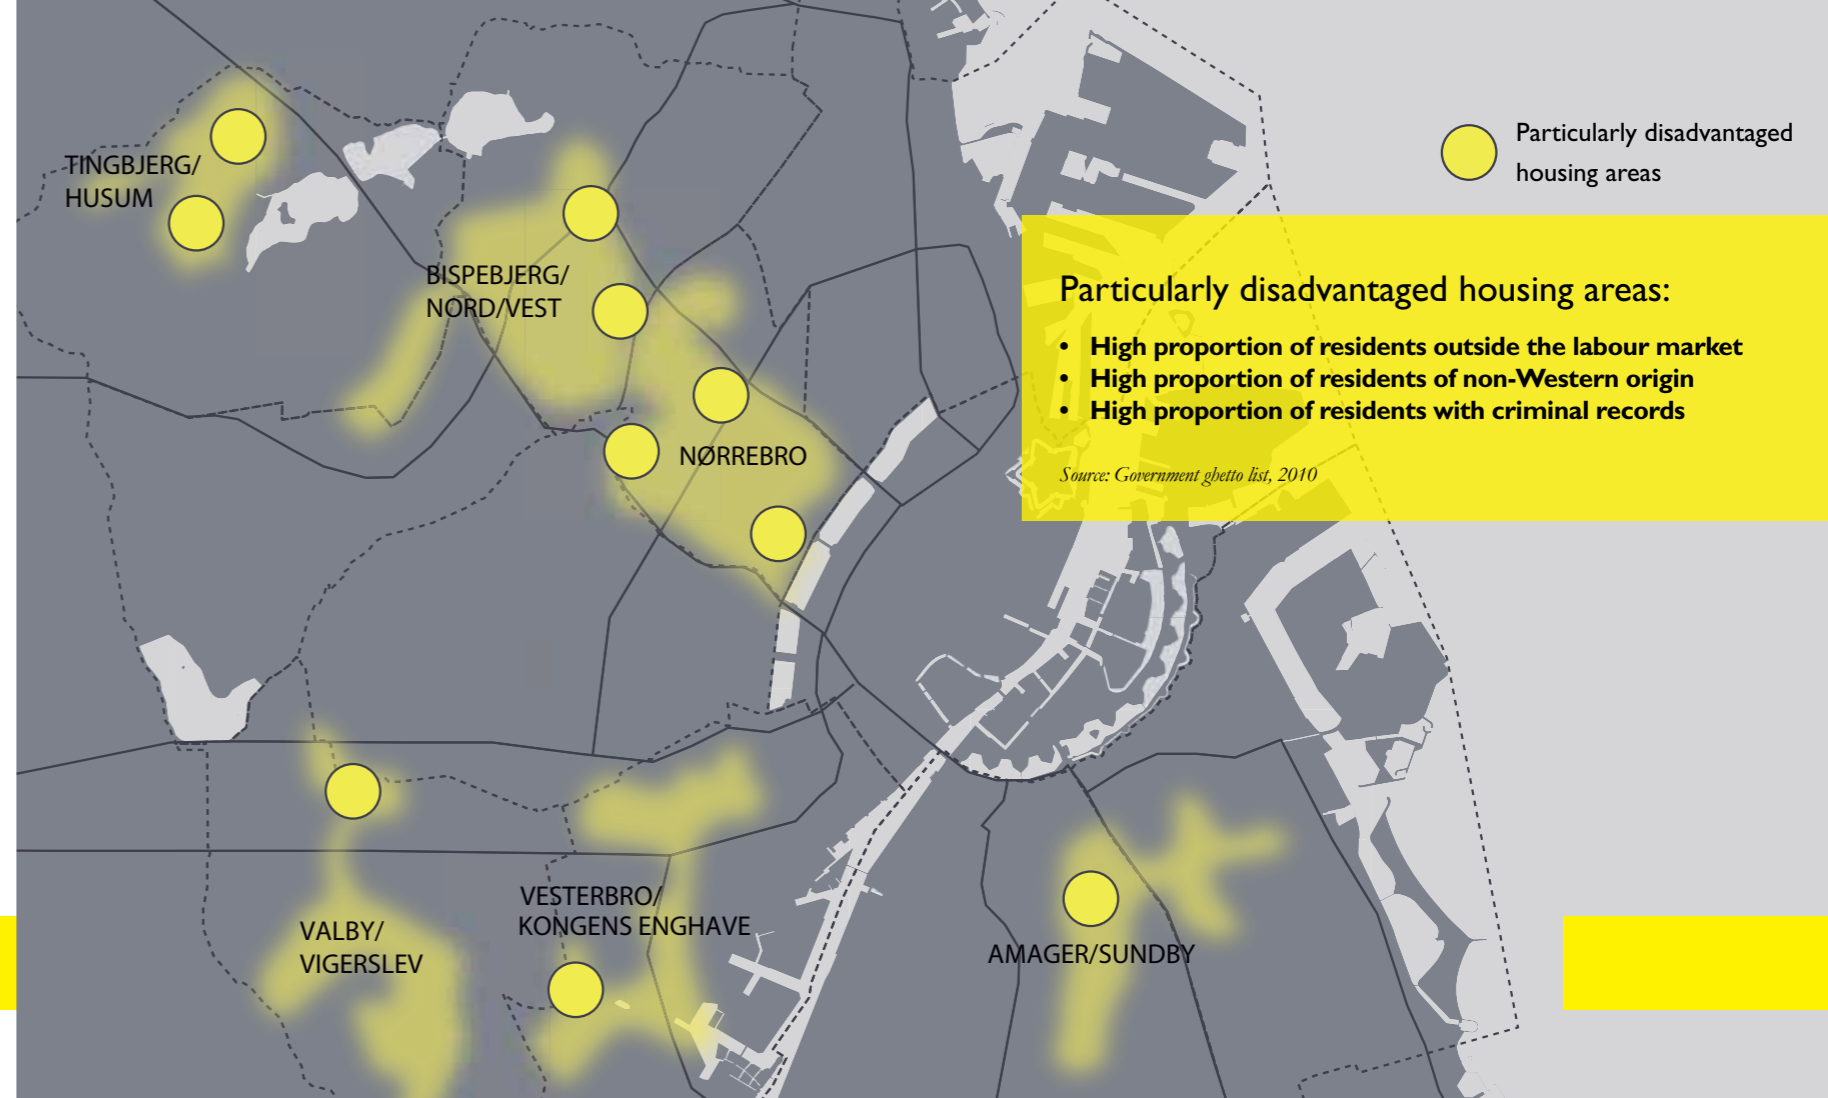 Particularly disadvantaged
housing areas
TINGBJERG/
HUSUM
BISPEBJERG/
NORD/VEST
Particularly disadvantaged housing areas:
• High proportion of residents outside the labour market
• High proportion of residents of non-Western origin
• High proportion of residents with criminal records
NØRREBRO
Source: Government ghetto list, 2010
VESTERBRO/
KONGENS ENGHAVE
VALBY/
VIGERSLEV
AMAGER/SUNDBY